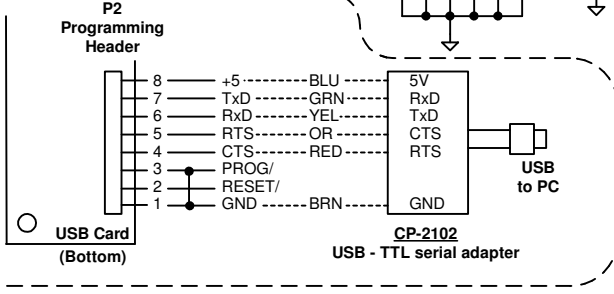 P2
Programming
Header
8 +5 BLU 5V
7 TxD GRN RxD
6 RxD YEL TxD
5 RTS OR CTS
4 CTS RED RTS
3 PROG/
2 RESET/
1 GND BRN GND
USB
to PC
USB Card
(Bottom)
CP-2102
USB - TTL serial adapter